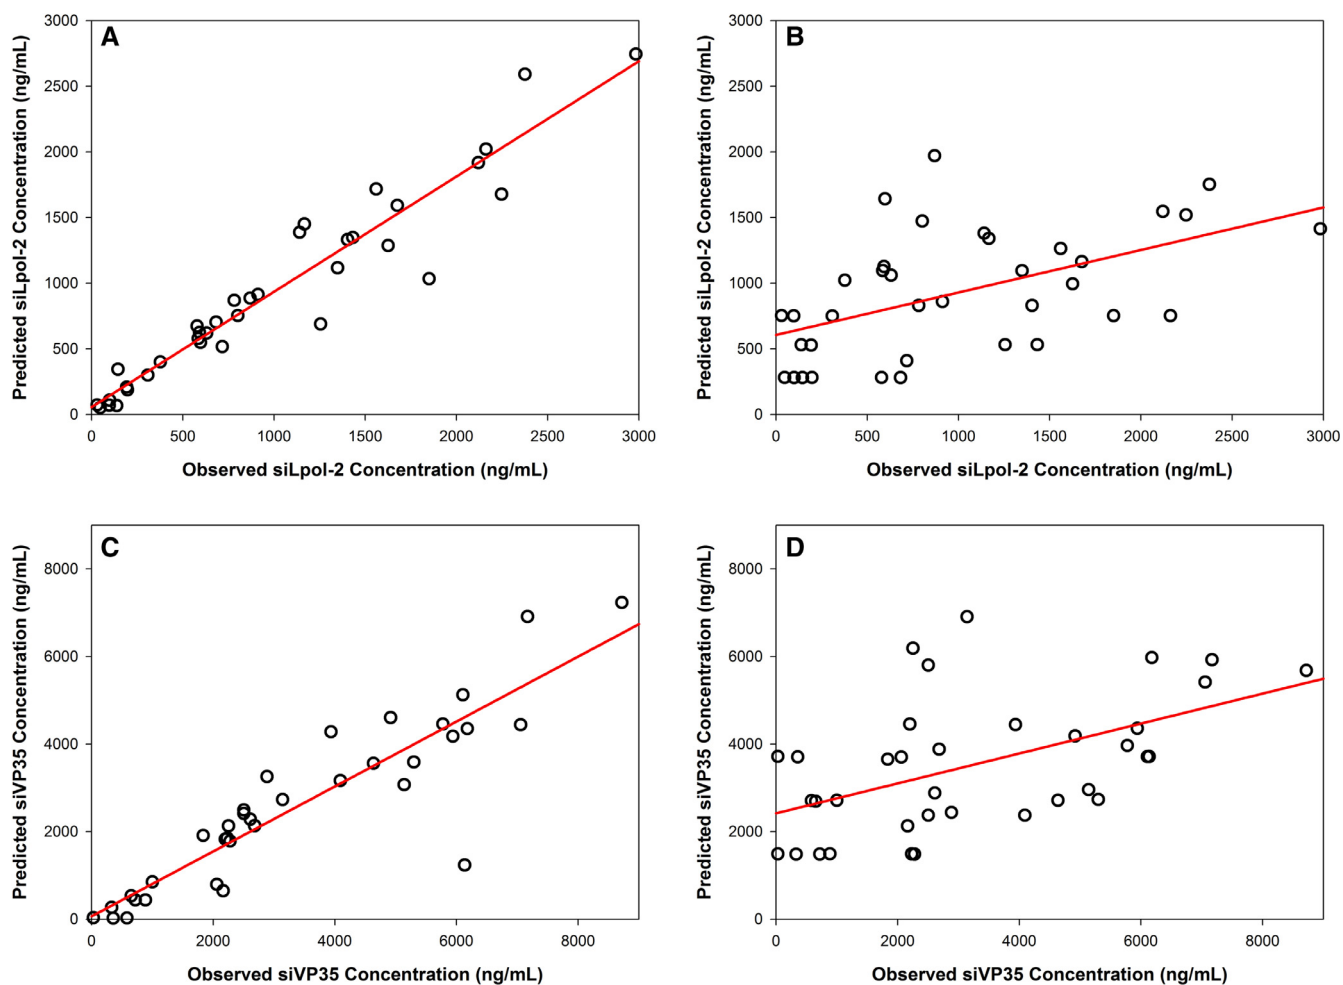 A
Predicted siLpol-2 Concentration (ng/mL)
3000
2500
2000
1500
1000
500
0
0 500 1000 1500 2000 2500 3000
Observed siLpol-2 Concentration (ng/mL)
B
Predicted siLpol-2 Concentration (ng/mL)
3000
2500
2000
1500
1000
500
0
0 500 1000 1500 2000 2500 3000
Observed siLpol-2 Concentration (ng/mL)
C
Predicted siVP35 Concentration (ng/mL)
8000
6000
4000
2000
0
0 2000 4000 6000 8000
Observed siVP35 Concentration (ng/mL)
D
Predicted siVP35 Concentration (ng/mL)
8000
6000
4000
2000
0
0 2000 4000 6000 8000
Observed siVP35 Concentration (ng/mL)